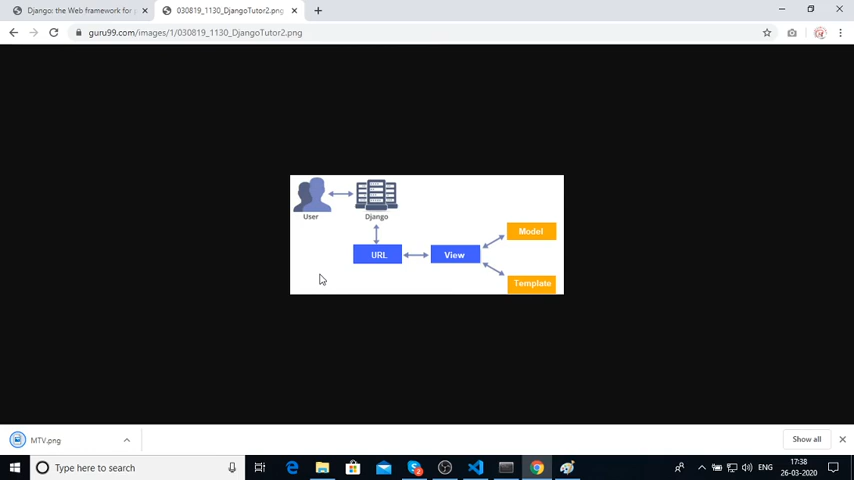 Django: the Web framework for p
030819_1130_DjangoTutor2.png
guru99.com/images/1/030819_1130_DjangoTutor2.png
User
Django
URL
View
Model
Template
MTV.png
Show all
Type here to search
ENG
17:38
26-03-2020